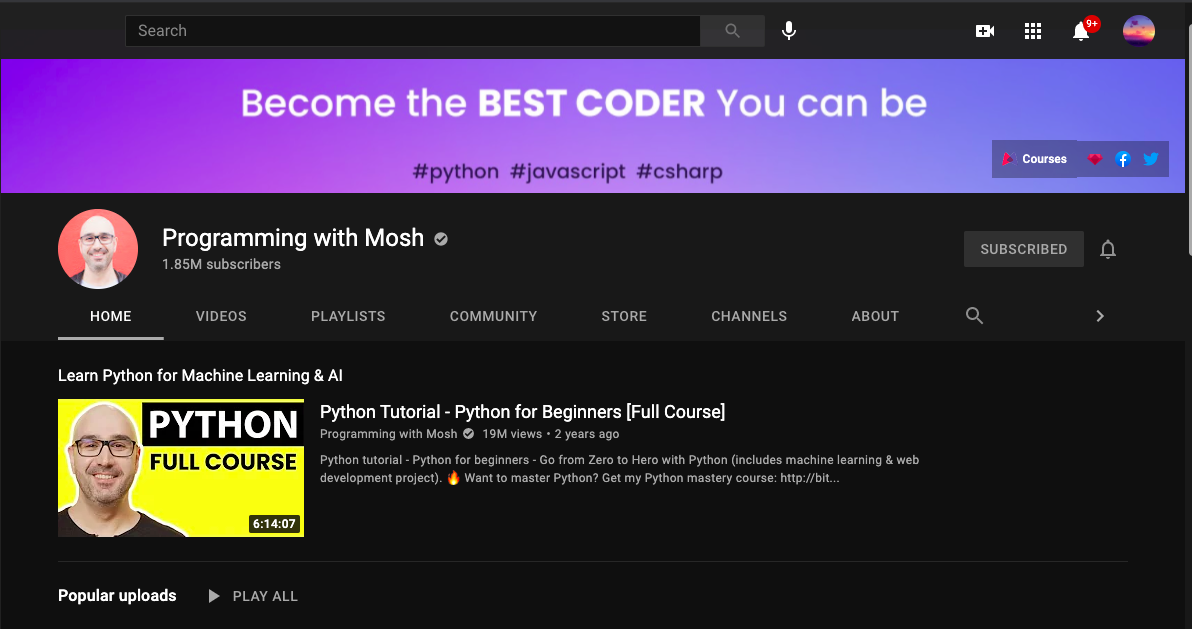 Search
9+
Become the BEST CODER You can be
#python #javascript #csharp
Courses
Programming with Mosh
1.85M subscribers
SUBSCRIBED
HOME VIDEOS PLAYLISTS COMMUNITY STORE CHANNELS ABOUT
Learn Python for Machine Learning & AI
PYTHON
FULL COURSE
6:14:07
Python Tutorial - Python for Beginners [Full Course]
Programming with Mosh 19M views • 2 years ago
Python tutorial - Python for beginners - Go from Zero to Hero with Python (includes machine learning & web
development project). 🔥 Want to master Python? Get my Python mastery course: http://bit...
Popular uploads PLAY ALL